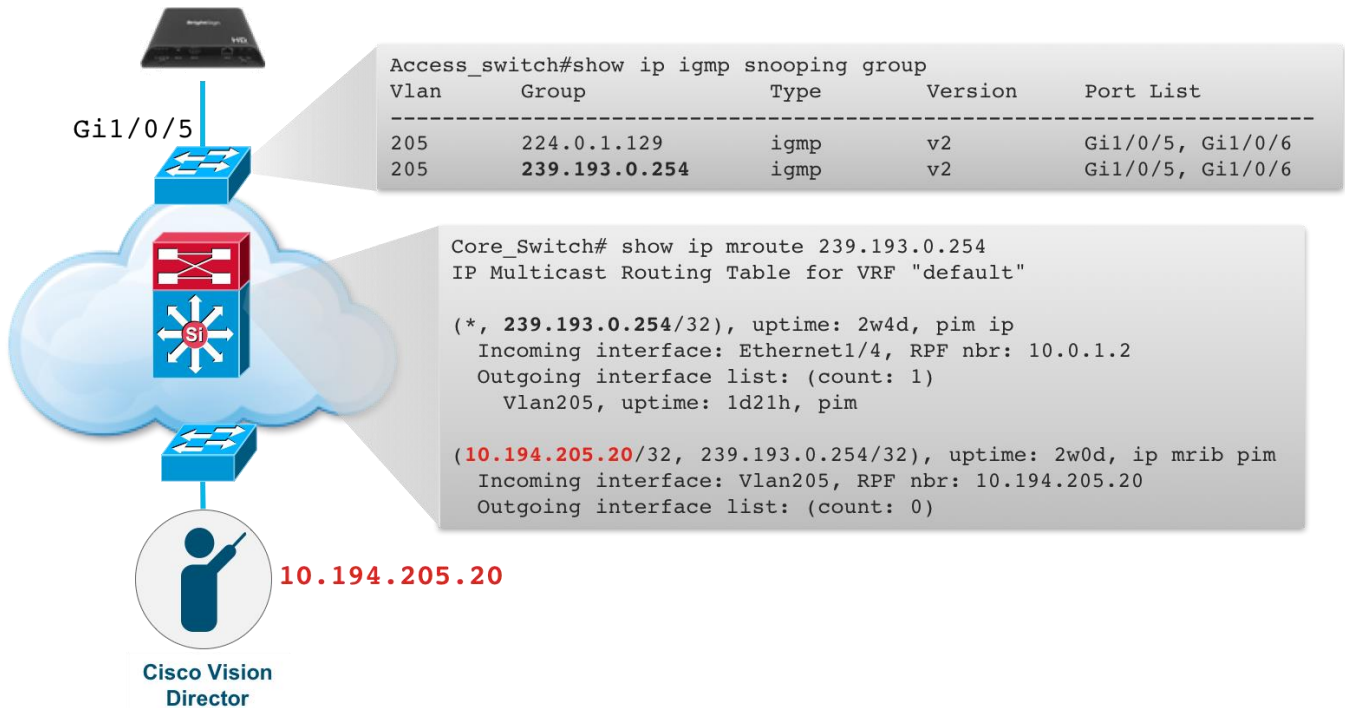 BrightSign
HD
Gi1/0/5
Access_switch#show ip igmp snooping group
Vlan Group Type Version Port List
--------------------------------------------------------------------------------
205 224.0.1.129 igmp v2 Gi1/0/5, Gi1/0/6
205 239.193.0.254 igmp v2 Gi1/0/5, Gi1/0/6
Si
Core_Switch# show ip mroute 239.193.0.254
IP Multicast Routing Table for VRF "default"
(*, 239.193.0.254/32), uptime: 2w4d, pim ip
Incoming interface: Ethernet1/4, RPF nbr: 10.0.1.2
Outgoing interface list: (count: 1)
Vlan205, uptime: 1d21h, pim
(10.194.205.20/32, 239.193.0.254/32), uptime: 2w0d, ip mrib pim
Incoming interface: Vlan205, RPF nbr: 10.194.205.20
Outgoing interface list: (count: 0)
10.194.205.20
Cisco Vision
Director